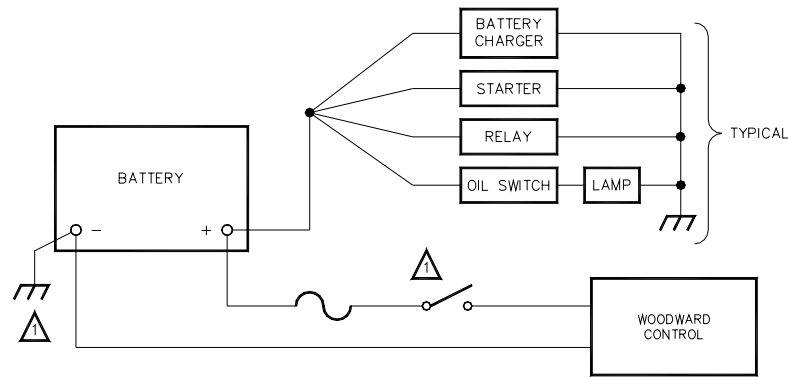 BATTERY
CHARGER
STARTER
RELAY
OIL SWITCH
LAMP
TYPICAL
BATTERY
− +
1
1
WOODWARD
CONTROL